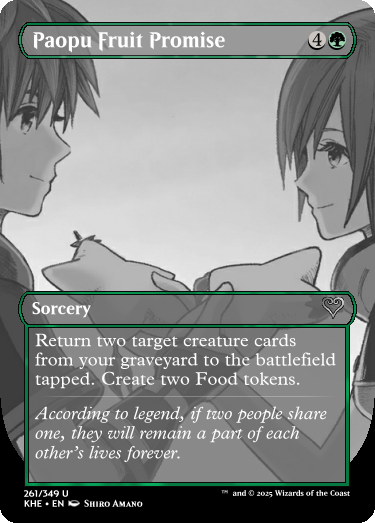 Paopu Fruit Promise 4
Sorcery
Return two target creature cards
from your graveyard to the battlefield
tapped. Create two Food tokens.
According to legend, if two people share
one, they will remain a part of each
other's lives forever.
261/349 U
KHE • EN Shiro Amano
™ and © 2025 Wizards of the Coast